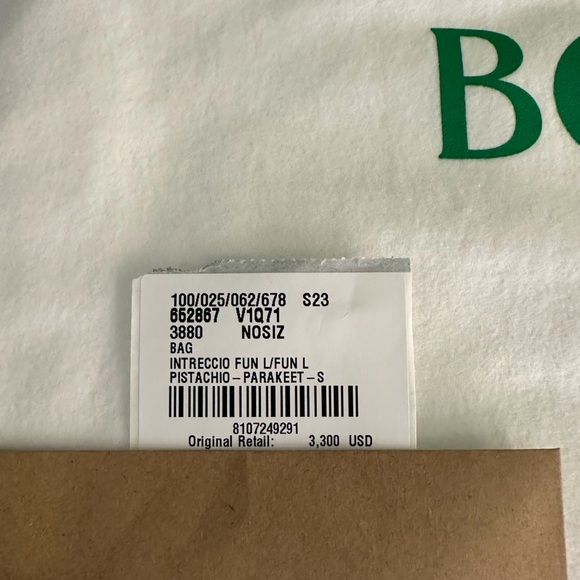 BO
100/025/062/678 S23
652867 V1Q71
3880 NOSIZ
BAG
INTRECCIO FUN L/FUN L
PISTACHIO-PARAKEET-S
8107249291
Original Retail: 3,300 USD